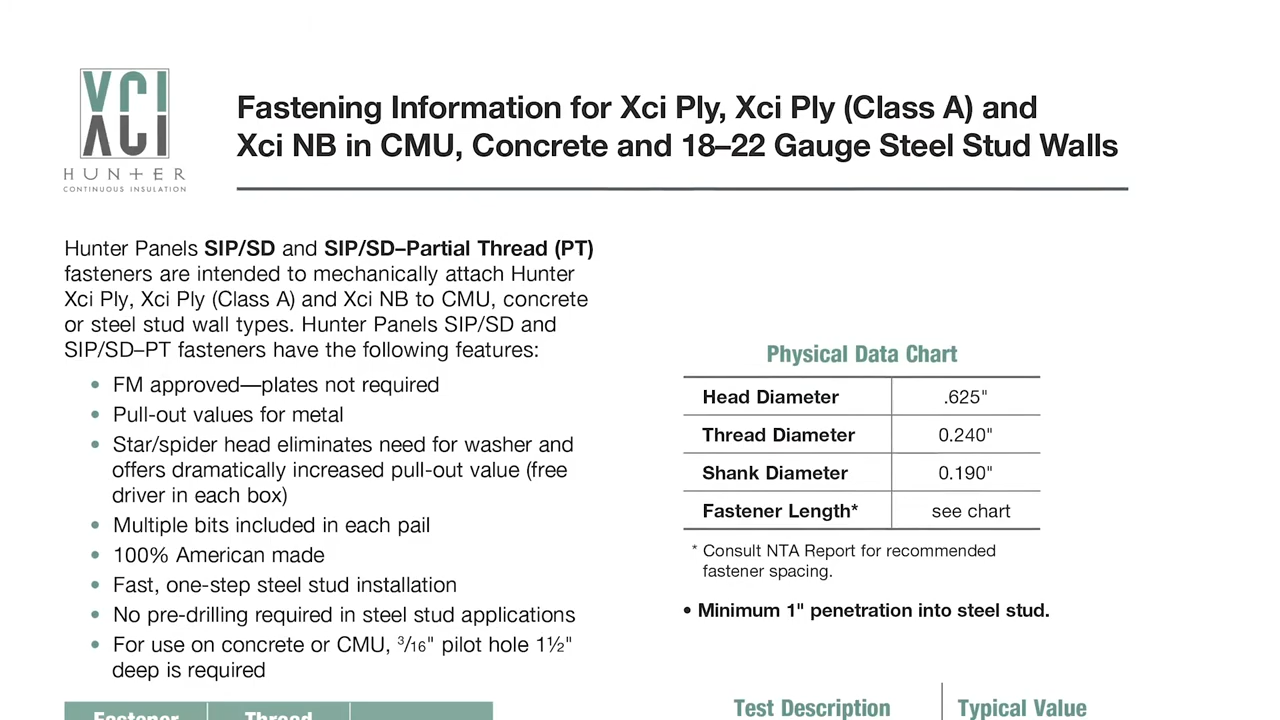 XCI
HUNTER
CONTINUOUS INSULATION
Fastening Information for Xci Ply, Xci Ply (Class A) and
Xci NB in CMU, Concrete and 18–22 Gauge Steel Stud Walls
Hunter Panels SIP/SD and SIP/SD–Partial Thread (PT)
fasteners are intended to mechanically attach Hunter
Xci Ply, Xci Ply (Class A) and Xci NB to CMU, concrete
or steel stud wall types. Hunter Panels SIP/SD and
SIP/SD–PT fasteners have the following features:
• FM approved—plates not required
• Pull-out values for metal
• Star/spider head eliminates need for washer and
offers dramatically increased pull-out value (free
driver in each box)
• Multiple bits included in each pail
• 100% American made
• Fast, one-step steel stud installation
• No pre-drilling required in steel stud applications
• For use on concrete or CMU, 3/16" pilot hole 1½"
deep is required
Fastener Thread
Physical Data Chart
Head Diameter .625"
Thread Diameter 0.240"
Shank Diameter 0.190"
Fastener Length* see chart
* Consult NTA Report for recommended
fastener spacing.
• Minimum 1" penetration into steel stud.
Test Description Typical Value